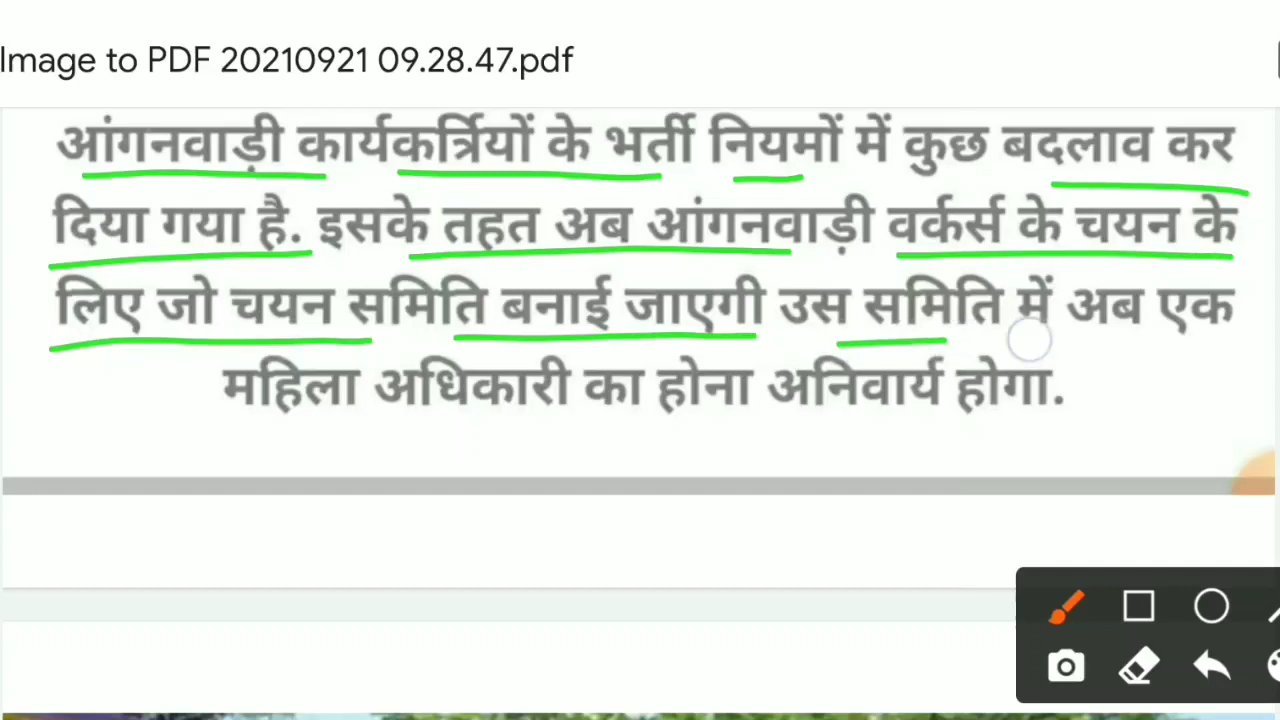 Image to PDF 20210921 09.28.47.pdf
आंगनवाड़ी कार्यकर्त्रियों के भर्ती नियमों में कुछ बदलाव कर
दिया गया है. इसके तहत अब आंगनवाड़ी वर्कर्स के चयन के
लिए जो चयन समिति बनाई जाएगी उस समिति में अब एक
महिला अधिकारी का होना अनिवार्य होगा.